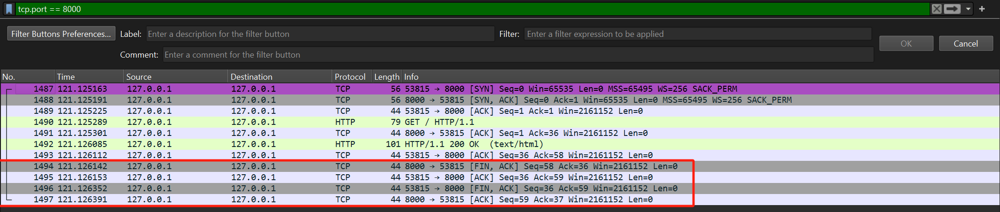 tcp.port == 8000
Filter Buttons Preferences... Label: Enter a description for the filter button Filter: Enter a filter expression to be applied OK Cancel
Comment: Enter a comment for the filter button
No. Time Source Destination Protocol Length Info
1487 121.125163 127.0.0.1 127.0.0.1 TCP 56 53815 → 8000 [SYN] Seq=0 Win=65535 Len=0 MSS=65495 WS=256 SACK_PERM
1488 121.125191 127.0.0.1 127.0.0.1 TCP 56 8000 → 53815 [SYN, ACK] Seq=0 Ack=1 Win=65535 Len=0 MSS=65495 WS=256 SACK_PERM
1489 121.125225 127.0.0.1 127.0.0.1 TCP 44 53815 → 8000 [ACK] Seq=1 Ack=1 Win=2161152 Len=0
1490 121.125289 127.0.0.1 127.0.0.1 HTTP 79 GET / HTTP/1.1
1491 121.125301 127.0.0.1 127.0.0.1 TCP 44 8000 → 53815 [ACK] Seq=1 Ack=36 Win=2161152 Len=0
1492 121.126085 127.0.0.1 127.0.0.1 HTTP 101 HTTP/1.1 200 OK (text/html)
1493 121.126112 127.0.0.1 127.0.0.1 TCP 44 53815 → 8000 [ACK] Seq=36 Ack=58 Win=2161152 Len=0
1494 121.126142 127.0.0.1 127.0.0.1 TCP 44 8000 → 53815 [FIN, ACK] Seq=58 Ack=36 Win=2161152 Len=0
1495 121.126153 127.0.0.1 127.0.0.1 TCP 44 53815 → 8000 [ACK] Seq=36 Ack=59 Win=2161152 Len=0
1496 121.126352 127.0.0.1 127.0.0.1 TCP 44 53815 → 8000 [FIN, ACK] Seq=36 Ack=59 Win=2161152 Len=0
1497 121.126391 127.0.0.1 127.0.0.1 TCP 44 8000 → 53815 [ACK] Seq=59 Ack=37 Win=2161152 Len=0